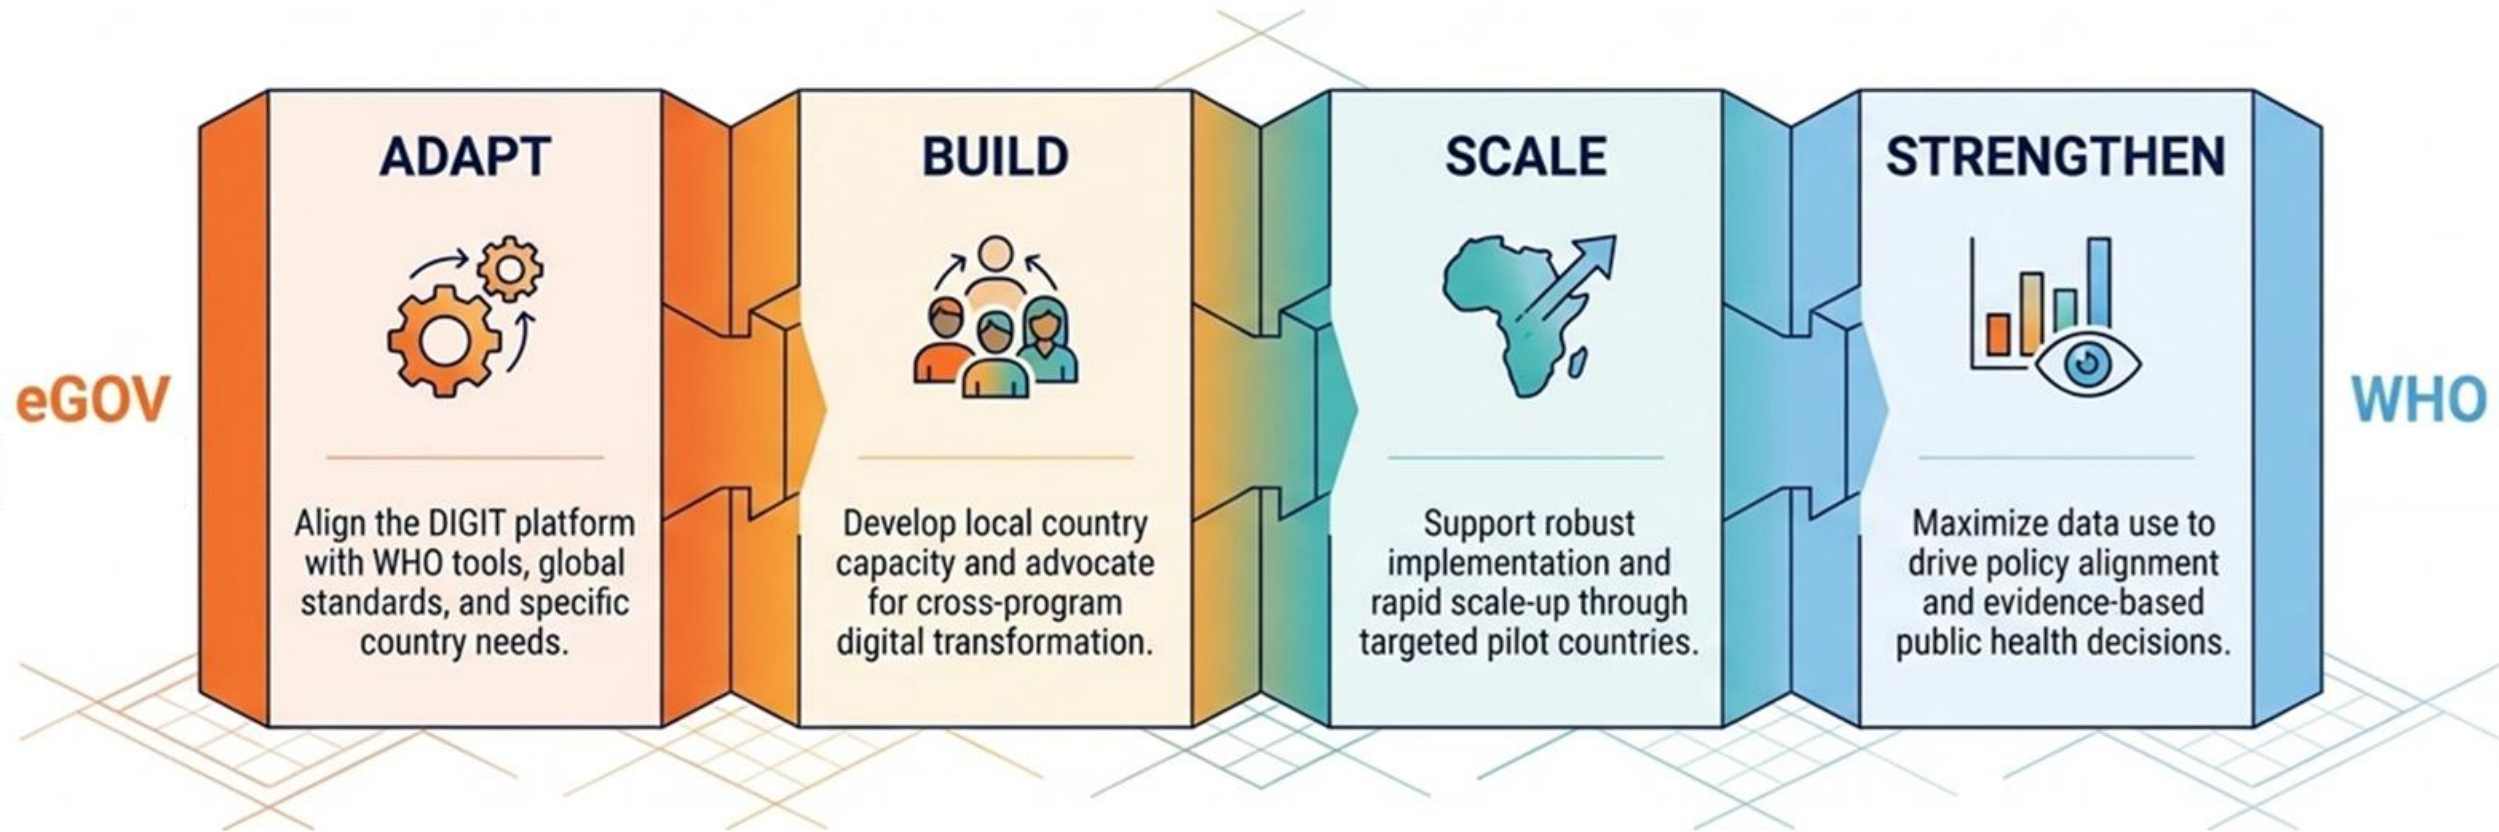 eGOV
ADAPT
Align the DIGIT platform
with WHO tools, global
standards, and specific
country needs.
BUILD
Develop local country
capacity and advocate
for cross-program
digital transformation.
SCALE
Support robust
implementation and
rapid scale-up through
targeted pilot countries.
STRENGTHEN
Maximize data use to
drive policy alignment
and evidence-based
public health decisions.
WHO